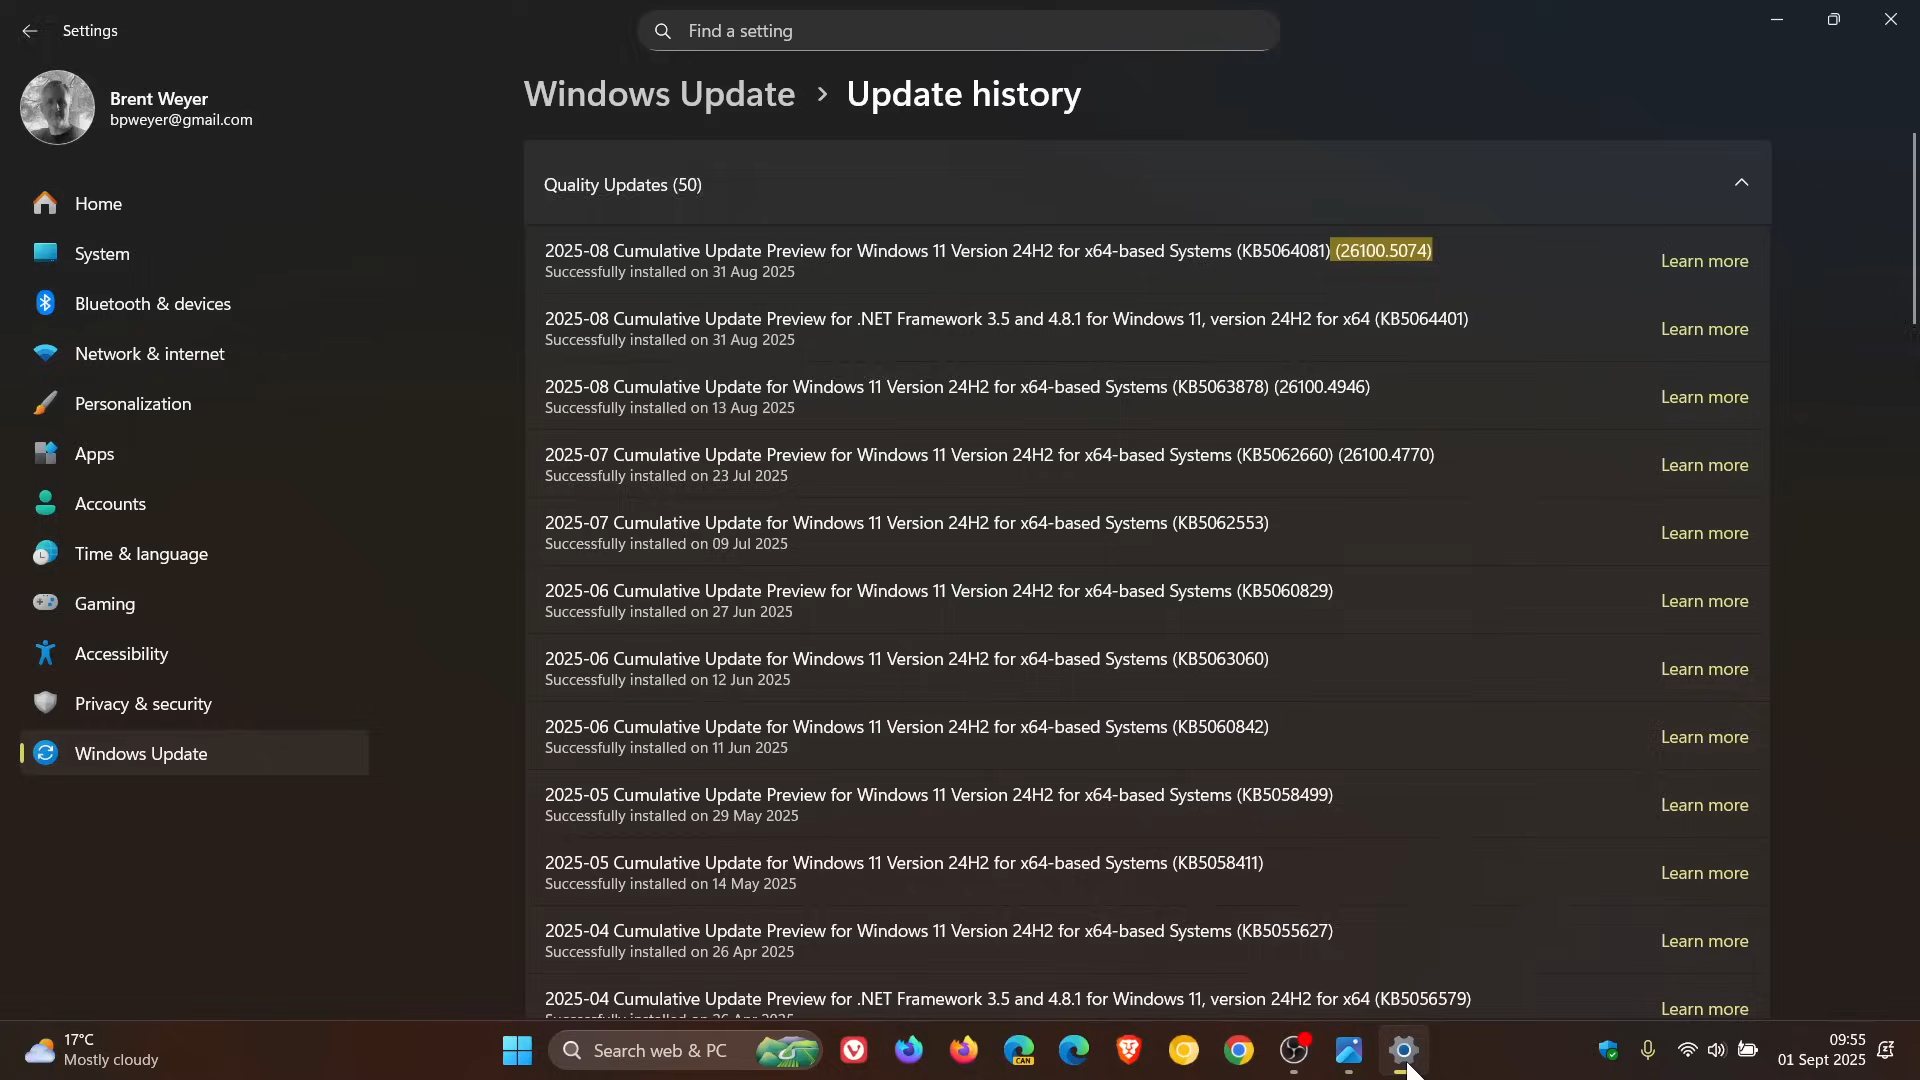 Settings
Find a setting
Brent Weyer
bpweyer@gmail.com
Home
System
Bluetooth & devices
Network & internet
Personalization
Apps
Accounts
Time & language
Gaming
Accessibility
Privacy & security
Windows Update
Windows Update > Update history
Quality Updates (50)
2025-08 Cumulative Update Preview for Windows 11 Version 24H2 for x64-based Systems (KB5064081) (26100.5074)
Successfully installed on 31 Aug 2025
Learn more
2025-08 Cumulative Update Preview for .NET Framework 3.5 and 4.8.1 for Windows 11, version 24H2 for x64 (KB5064401)
Successfully installed on 31 Aug 2025
Learn more
2025-08 Cumulative Update for Windows 11 Version 24H2 for x64-based Systems (KB5063878) (26100.4946)
Successfully installed on 13 Aug 2025
Learn more
2025-07 Cumulative Update Preview for Windows 11 Version 24H2 for x64-based Systems (KB5062660) (26100.4770)
Successfully installed on 23 Jul 2025
Learn more
2025-07 Cumulative Update for Windows 11 Version 24H2 for x64-based Systems (KB5062553)
Successfully installed on 09 Jul 2025
Learn more
2025-06 Cumulative Update Preview for Windows 11 Version 24H2 for x64-based Systems (KB5060829)
Successfully installed on 27 Jun 2025
Learn more
2025-06 Cumulative Update for Windows 11 Version 24H2 for x64-based Systems (KB5063060)
Successfully installed on 12 Jun 2025
Learn more
2025-06 Cumulative Update for Windows 11 Version 24H2 for x64-based Systems (KB5060842)
Successfully installed on 11 Jun 2025
Learn more
2025-05 Cumulative Update Preview for Windows 11 Version 24H2 for x64-based Systems (KB5058499)
Successfully installed on 29 May 2025
Learn more
2025-05 Cumulative Update for Windows 11 Version 24H2 for x64-based Systems (KB5058411)
Successfully installed on 14 May 2025
Learn more
2025-04 Cumulative Update Preview for Windows 11 Version 24H2 for x64-based Systems (KB5055627)
Successfully installed on 26 Apr 2025
Learn more
2025-04 Cumulative Update Preview for .NET Framework 3.5 and 4.8.1 for Windows 11, version 24H2 for x64 (KB5056579)
Learn more
17°C
Mostly cloudy
Search web & PC
CAN
09:55
01 Sept 2025